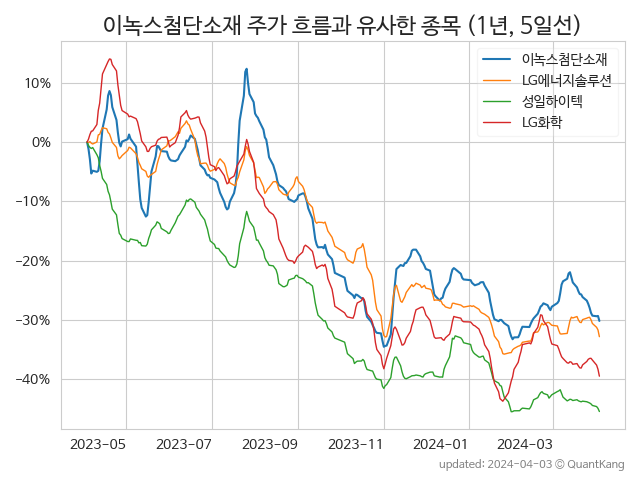 이녹스첨단소재 주가 흐름과 유사한 종목 (1년, 5일선)
이녹스첨단소재
LG에너지솔루션
성일하이텍
LG화학
10%
0%
−10%
−20%
−30%
−40%
2023-05 2023-07 2023-09 2023-11 2024-01 2024-03
updated: 2024-04-03 © QuantKang